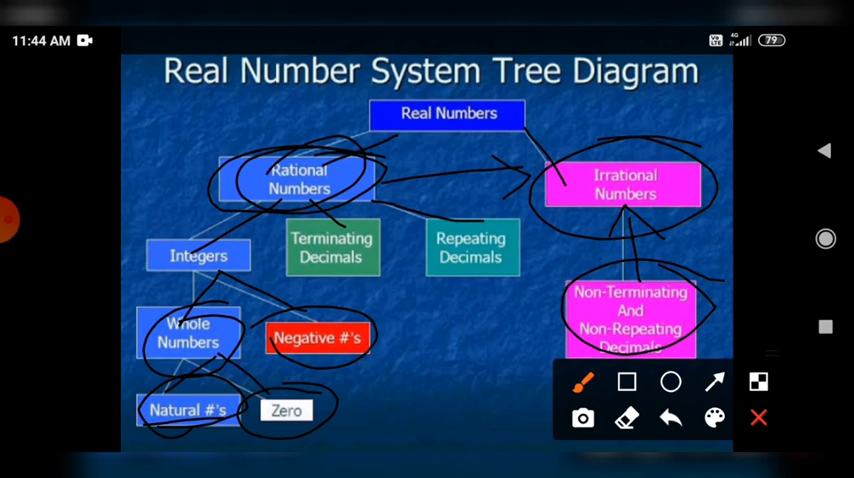 11:44 AM
4G
79
Real Number System Tree Diagram
Real Numbers
Rational
Numbers
Irrational
Numbers
Integers
Terminating
Decimals
Repeating
Decimals
Non-Terminating
And
Non-Repeating
Decimals
Whole
Numbers
Negative #'s
Natural #'s
Zero